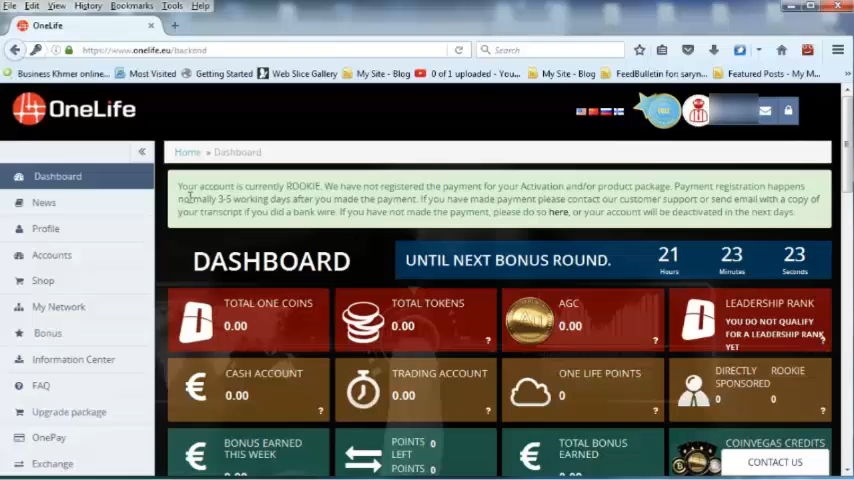 File Edit View History Bookmarks Tools Help
OneLife
https://www.onelife.eu/backend
Search
Business Khmer online... Most Visited Getting Started Web Slice Gallery My Site - Blog 0 of 1 uploaded - You... My Site - Blog FeedBulletin for: saryn... Featured Posts - My M...
OneLife
FREE
Home » Dashboard
Dashboard
News
Profile
Accounts
Shop
My Network
Bonus
Information Center
FAQ
Upgrade package
OnePay
Exchange
Your account is currently ROOKIE. We have not registered the payment for your Activation and/or product package. Payment registration happens
normally 3-5 working days after you made the payment. If you have made payment please contact our customer support or send email with a copy of
your transcript if you did a bank wire. If you have not made the payment, please do so here, or your account will be deactivated in the next days.
DASHBOARD
UNTIL NEXT BONUS ROUND.
21 23 23
Hours Minutes Seconds
TOTAL ONE COINS
0.00
TOTAL TOKENS
0.00
?
AGC
0.00
?
LEADERSHIP RANK
YOU DO NOT QUALIFY
FOR A LEADERSHIP RANK
YET
?
CASH ACCOUNT
0.00
?
TRADING ACCOUNT
0.00
?
ONE LIFE POINTS
0
DIRECTLY SPONSORED
0
ROOKIE
0
?
BONUS EARNED
THIS WEEK
0.00
POINTS LEFT 0
POINTS 0
TOTAL BONUS
EARNED
COINVEGAS CREDITS
CONTACT US